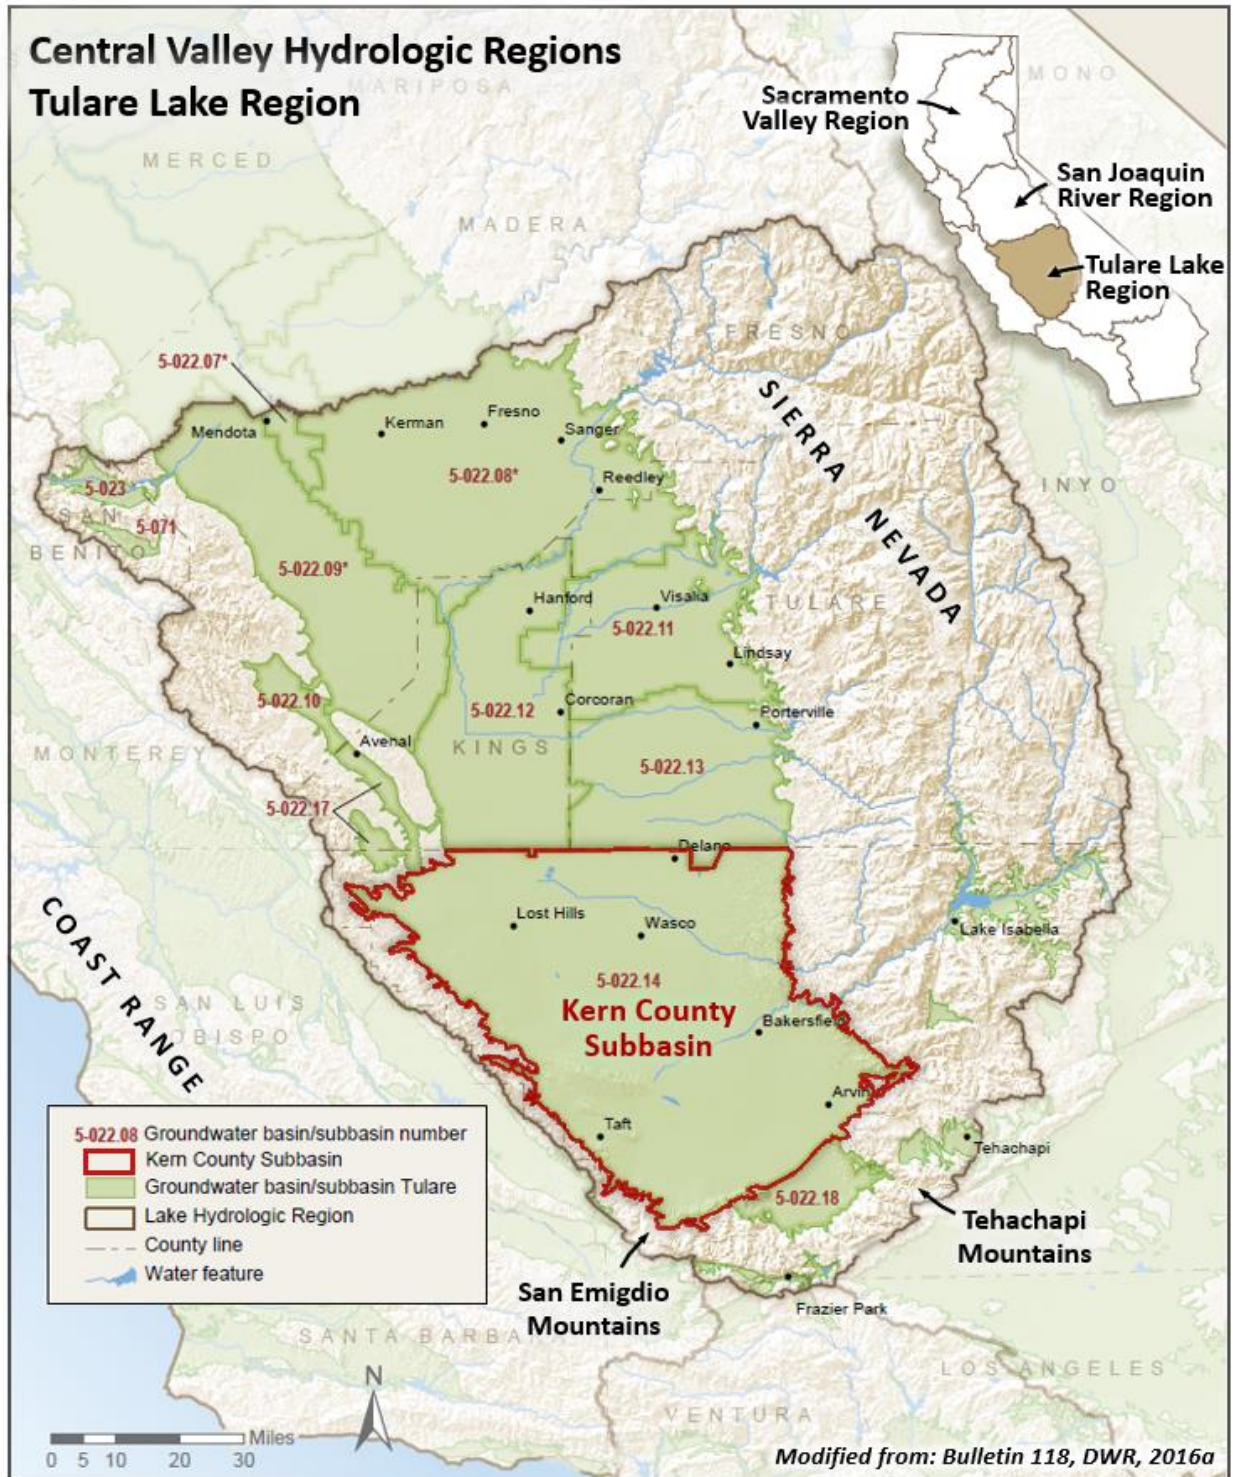 Central Valley Hydrologic Regions
Tulare Lake Region
MARIPOSA
MONO
Sacramento
Valley Region
MERCED
San Joaquin
River Region
MADERA
Tulare Lake
Region
FRESNO
5-022.07*
SIERRA NEVADA
Mendota
Kerman
Fresno
Sanger
5-023
5-022.08*
Reedley
INYO
SAN
BENITO
5-071
5-022.09*
Hanford
Visalia
TULARE
5-022.11
Lindsay
5-022.10
5-022.12
Corcoran
Porterville
Avenal
KINGS
MONTEREY
5-022.13
5-022.17
Delano
COAST RANGE
Lost Hills
Wasco
Lake Isabella
5-022.14
Kern County
Subbasin
SAN LUIS
OBISPO
Bakersfield
Arvin
Taft
Tehachapi
5-022.18
5-022.08 Groundwater basin/subbasin number
Kern County Subbasin
Groundwater basin/subbasin Tulare
Lake Hydrologic Region
County line
Water feature
Tehachapi
Mountains
San Emigdio
Mountains
Frazier Park
SANTA BARBA
LOS ANGELES
VENTURA
N
Miles
0 5 10 20 30
Modified from: Bulletin 118, DWR, 2016a